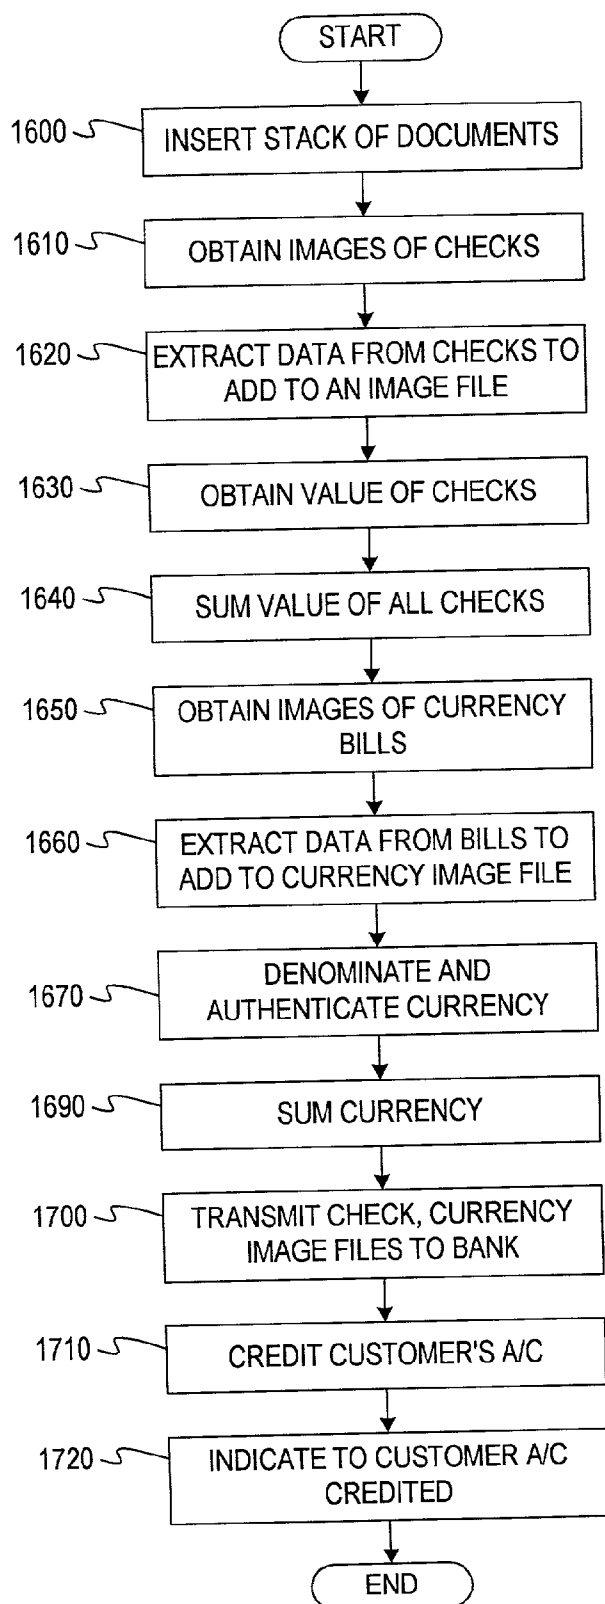 START
1600
INSERT STACK OF DOCUMENTS
1610
OBTAIN IMAGES OF CHECKS
1620
EXTRACT DATA FROM CHECKS TO
ADD TO AN IMAGE FILE
1630
OBTAIN VALUE OF CHECKS
1640
SUM VALUE OF ALL CHECKS
1650
OBTAIN IMAGES OF CURRENCY
BILLS
1660
EXTRACT DATA FROM BILLS TO
ADD TO CURRENCY IMAGE FILE
1670
DENOMINATE AND
AUTHENTICATE CURRENCY
1690
SUM CURRENCY
1700
TRANSMIT CHECK, CURRENCY
IMAGE FILES TO BANK
1710
CREDIT CUSTOMER'S A/C
1720
INDICATE TO CUSTOMER A/C
CREDITED
END